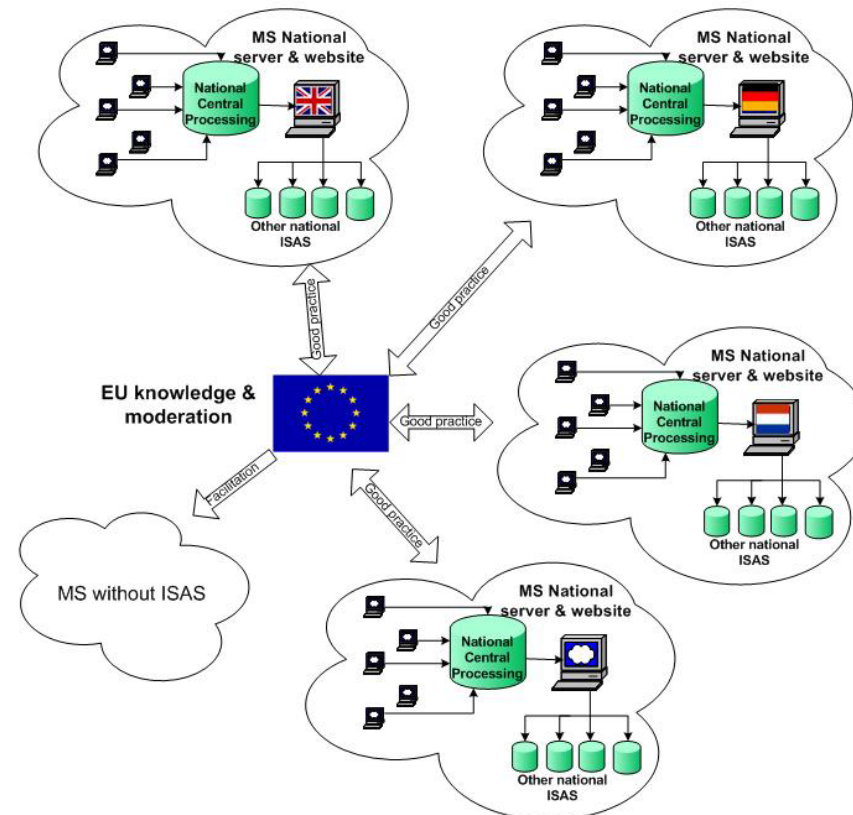 MS National
server & website
National
Central
Processing
Other national
ISAS
MS National
server & website
National
Central
Processing
Other national
ISAS
Good practice
Good practice
EU knowledge &
moderation
Good practice
MS National
server & website
National
Central
Processing
Other national
ISAS
Facilitation
Good practice
MS without ISAS
MS National
server & website
National
Central
Processing
Other national
ISAS